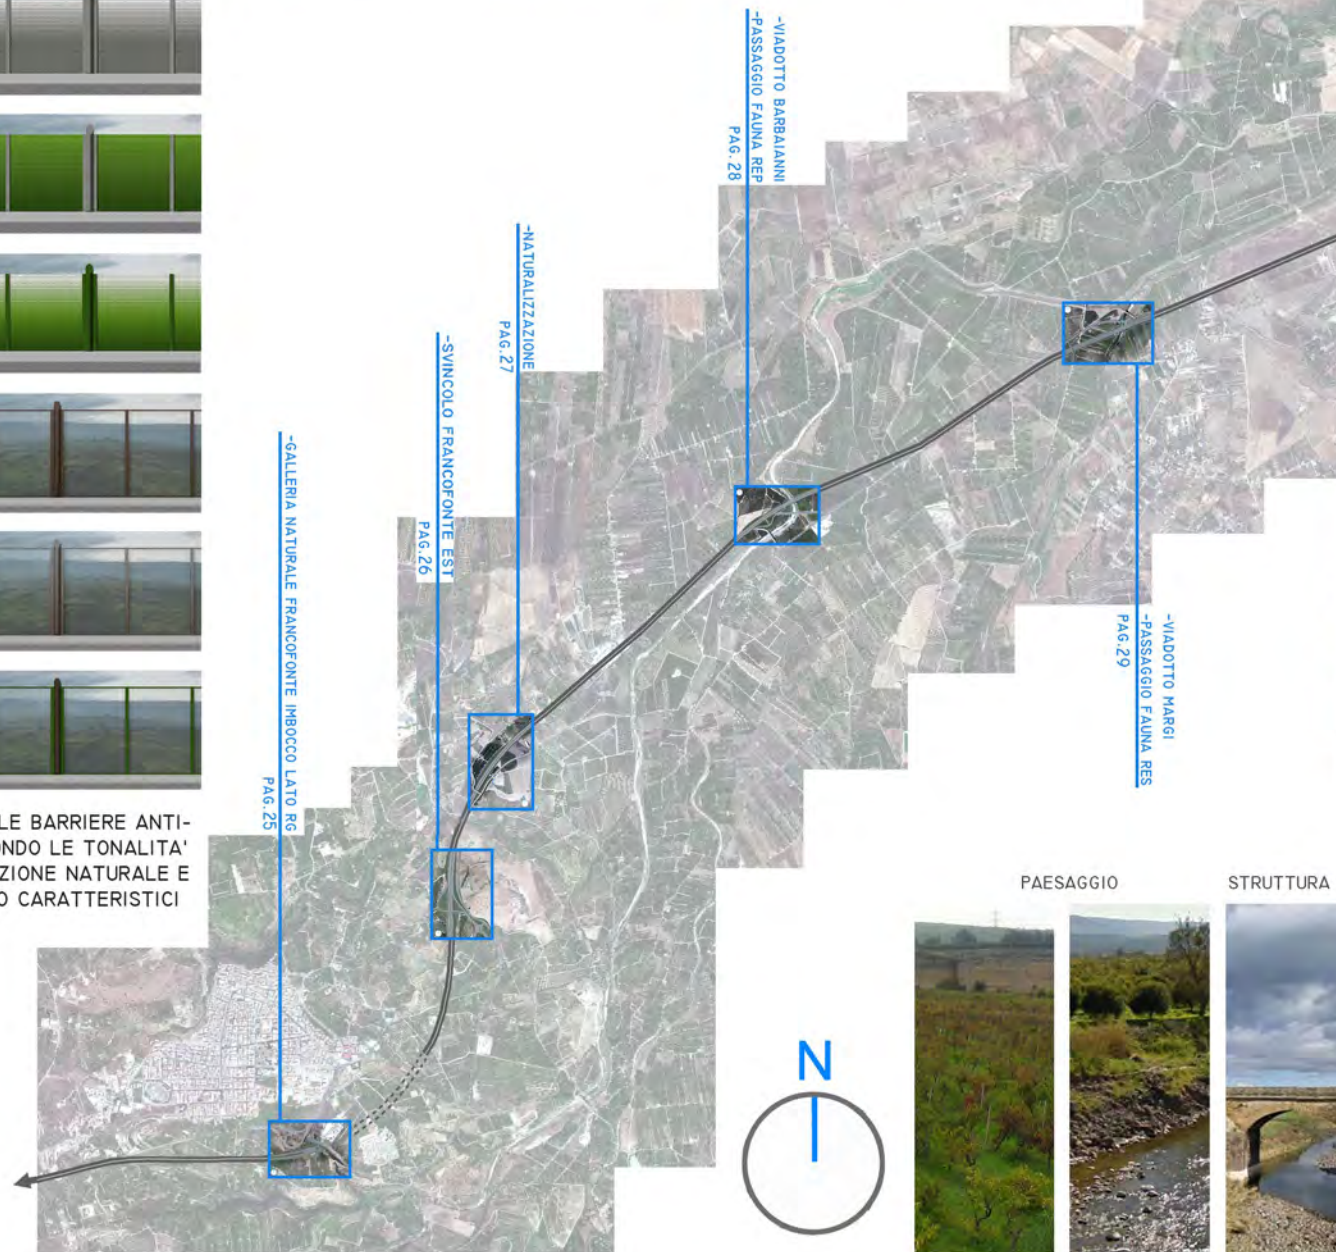 -VIADOTTO BARBAIANNI
-PASSAGGIO FAUNA REP
PAG.28
-NATURALIZZAZIONE
PAG.27
-SVINCOLO FRANCOFONTE EST
PAG.26
-GALLERIA NATURALE FRANCOFONTE IMBOCCO LATO RG
PAG.25
-VIADOTTO MARGI
-PASSAGGIO FAUNA RES
PAG.29
LE BARRIERE ANTI-
ONDO LE TONALITA'
ZIONE NATURALE E
O CARATTERISTICI
N
PAESAGGIO
STRUTTURA